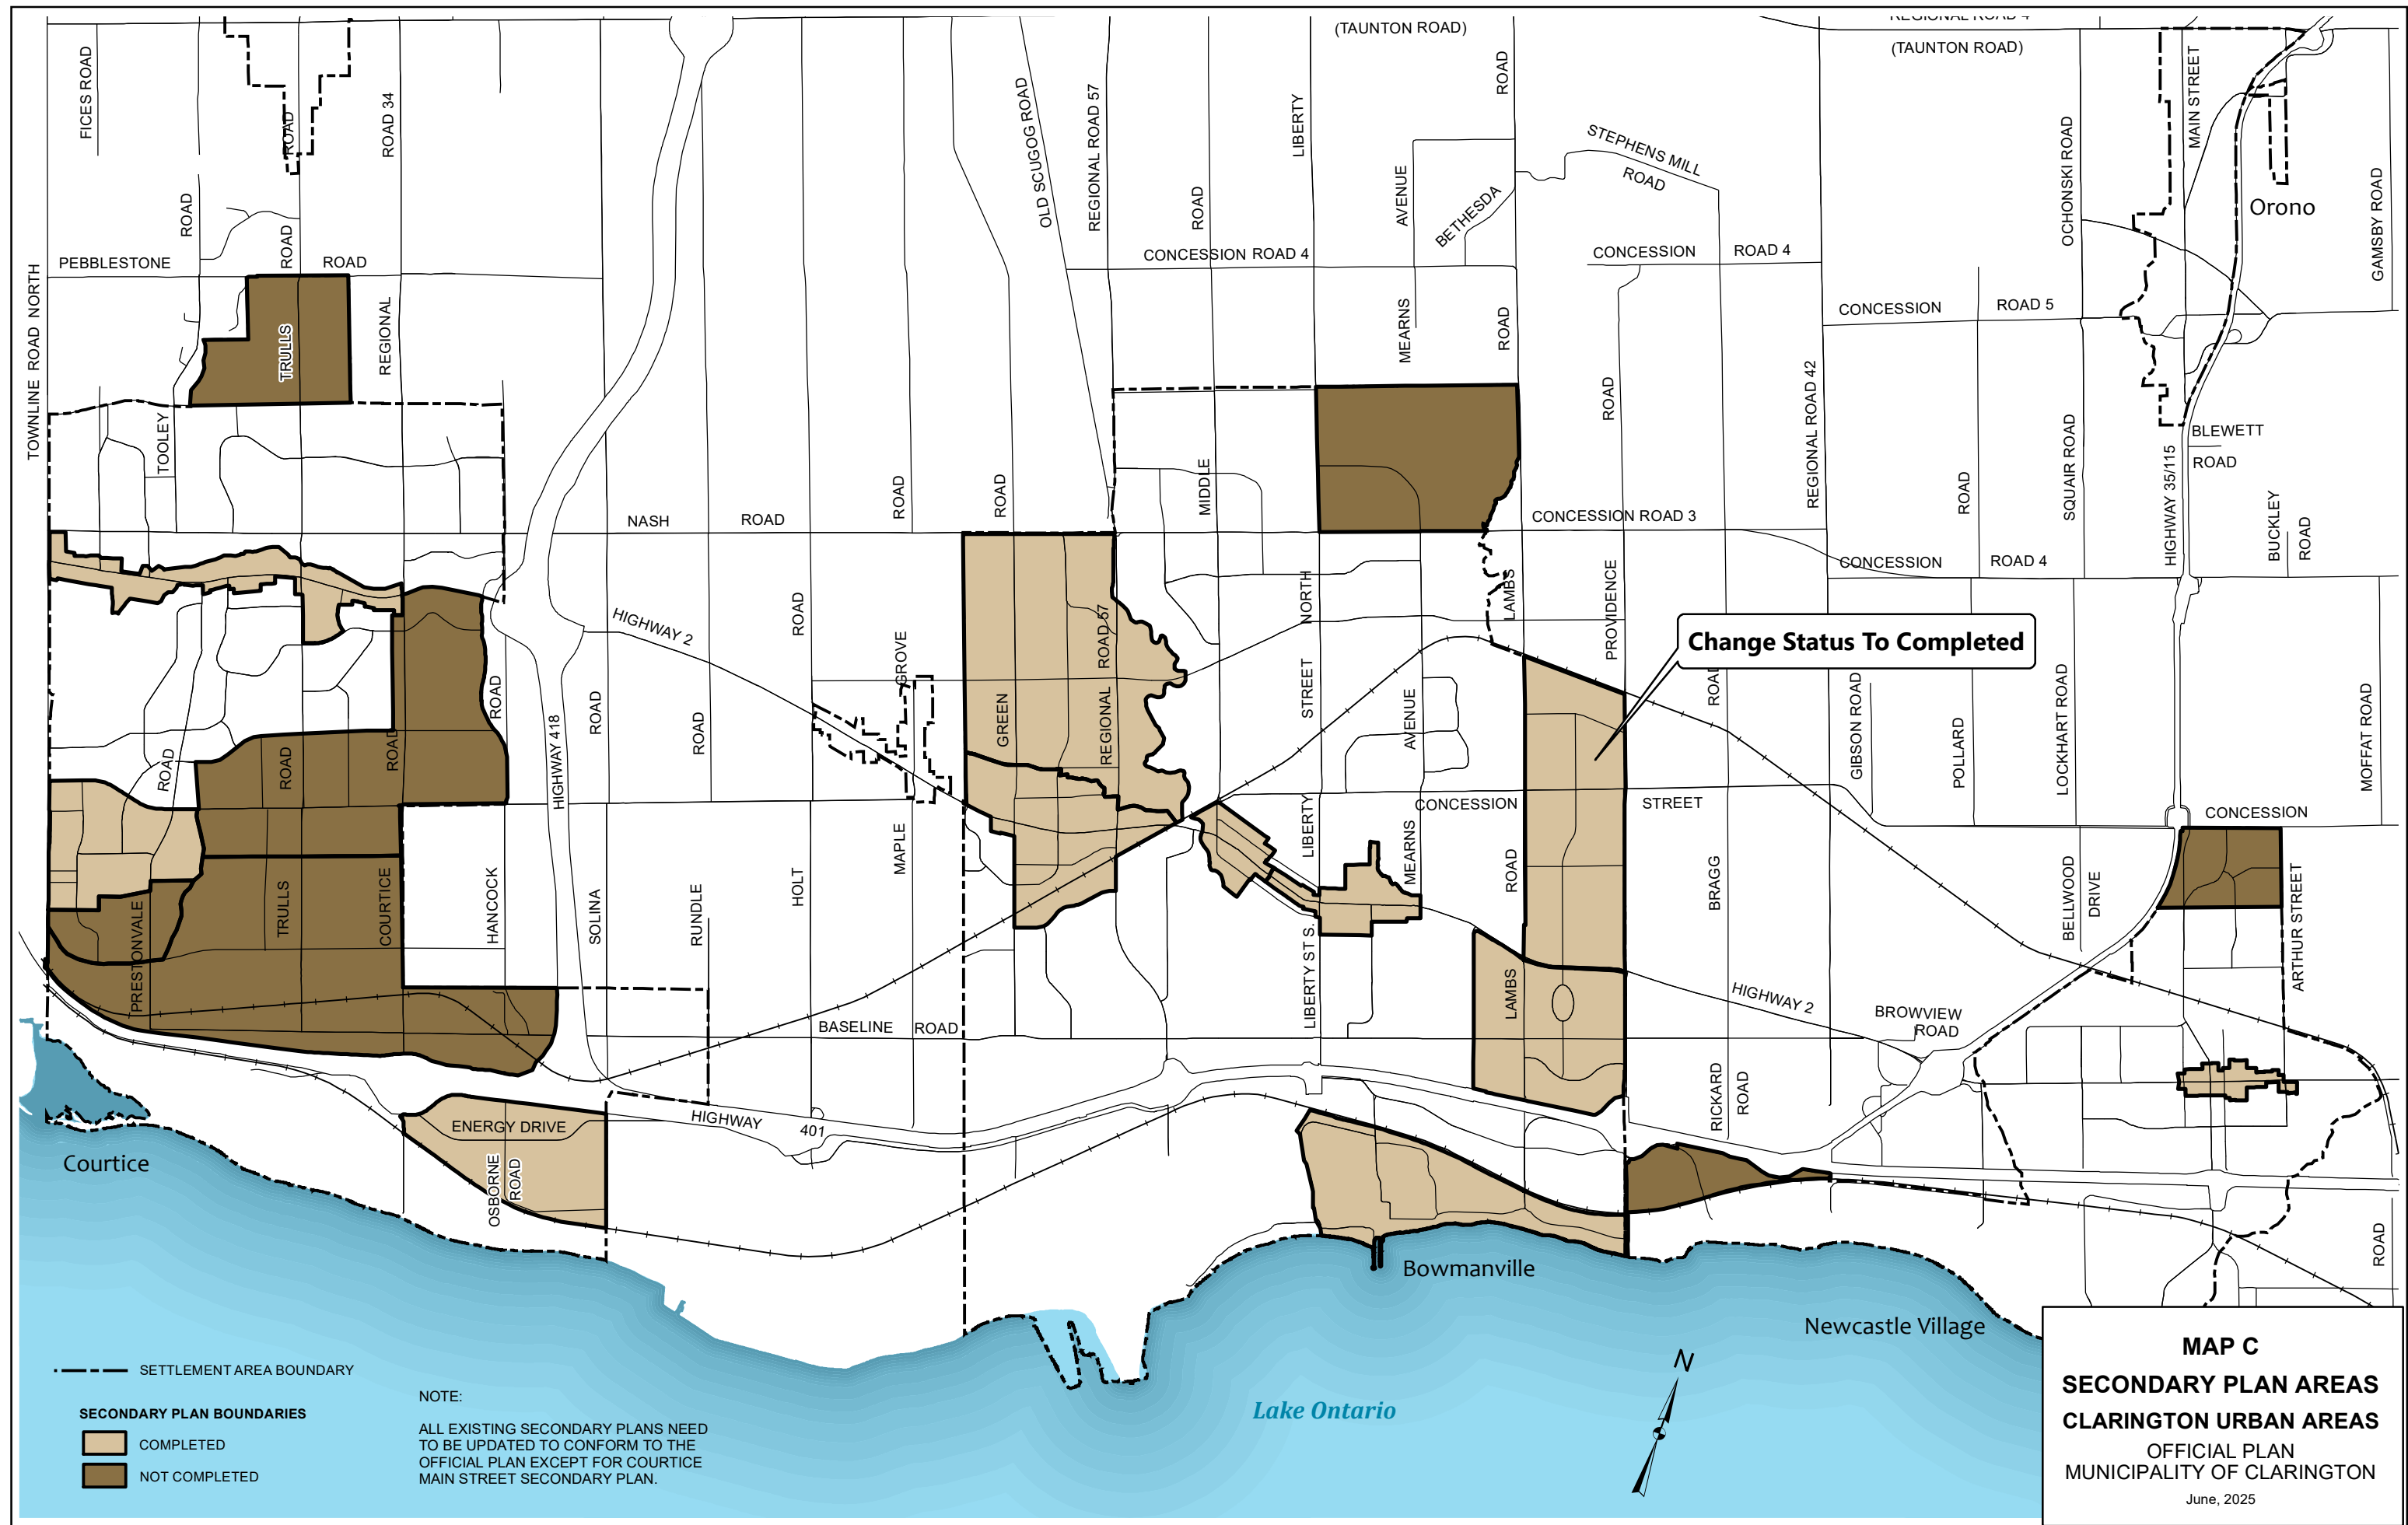 REGIONAL ROAD 4
(TAUNTON ROAD)
(TAUNTON ROAD)
FICES ROAD
ROAD
ROAD 34
OLD SCUGOG ROAD
REGIONAL ROAD 57
LIBERTY
ROAD
STEPHENS MILL
ROAD
MAIN STREET
OCHONSKI ROAD
Orono
GAMSBY ROAD
ROAD
ROAD
ROAD
AVENUE
BETHESDA
PEBBLESTONE
ROAD
CONCESSION ROAD 4
CONCESSION
ROAD 4
CONCESSION
ROAD 5
TOWNLINE ROAD NORTH
TRULLS
REGIONAL
MEARNS
ROAD
ROAD
REGIONAL ROAD 42
TOOLEY
ROAD
ROAD
MIDDLE
ROAD
SQUAIR ROAD
HIGHWAY 35/115
BLEWETT
ROAD
BUCKLEY
ROAD
NASH
ROAD
CONCESSION ROAD 3
CONCESSION
ROAD 4
HIGHWAY 2
ROAD
GROVE
ROAD 57
NORTH
LAMBS
PROVIDENCE
Change Status To Completed
ROAD
ROAD
ROAD
ROAD
ROAD
ROAD
ROAD
HIGHWAY 418
GREEN
REGIONAL
STREET
AVENUE
ROAD
GIBSON ROAD
POLLARD
LOCKHART ROAD
MOFFAT ROAD
CONCESSION
STREET
CONCESSION
PRESTONVALE
TRULLS
COURTICE
HANCOCK
SOLINA
RUNDLE
HOLT
MAPLE
LIBERTY
MEARNS
ROAD
BRAGG
BELLWOOD
DRIVE
ARTHUR STREET
LIBERTY ST S.
LAMBS
HIGHWAY 2
BROWVIEW
ROAD
BASELINE
ROAD
RICKARD
ROAD
ENERGY DRIVE
OSBORNE
ROAD
HIGHWAY
401
ROAD
Courtice
Bowmanville
Newcastle Village
Lake Ontario
N
SETTLEMENT AREA BOUNDARY
SECONDARY PLAN BOUNDARIES
COMPLETED
NOT COMPLETED
NOTE:
ALL EXISTING SECONDARY PLANS NEED
TO BE UPDATED TO CONFORM TO THE
OFFICIAL PLAN EXCEPT FOR COURTICE
MAIN STREET SECONDARY PLAN.
MAP C
SECONDARY PLAN AREAS
CLARINGTON URBAN AREAS
OFFICIAL PLAN
MUNICIPALITY OF CLARINGTON
June, 2025